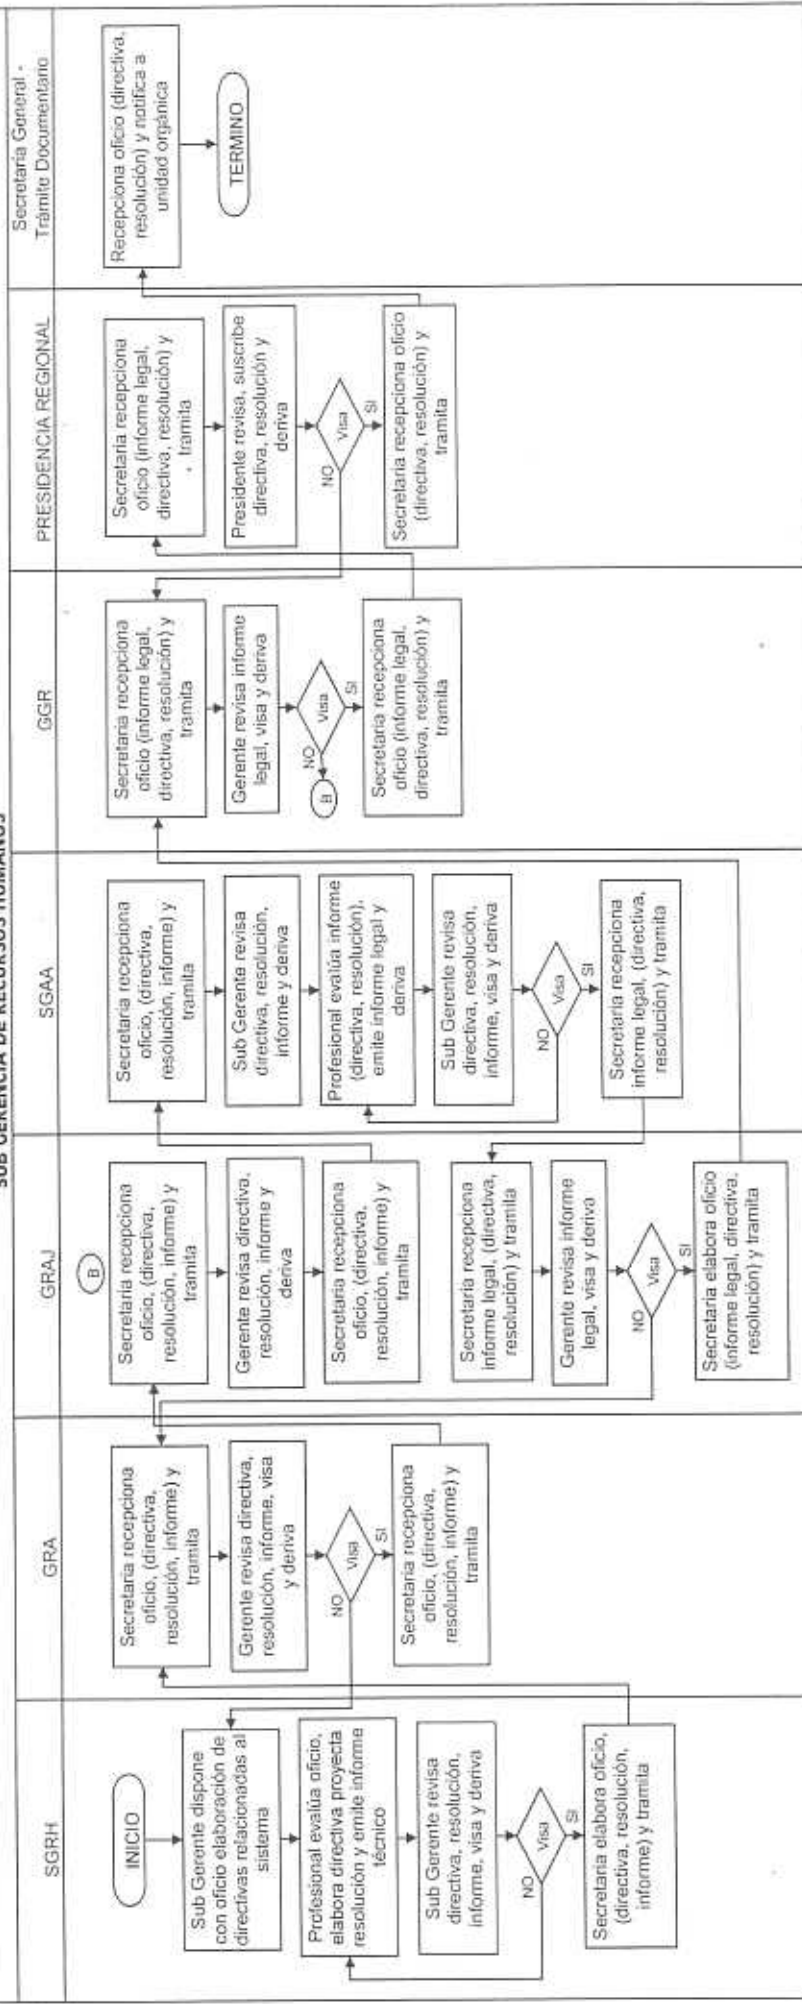 SUB GERENCIA DE RECURSOS HUMANOS
SGRH
INICIO
Sub Gerente dispone
con oficio elaboración de
directivas relacionadas al
sistema
Profesional evalúa oficio,
elabora directiva proyecta
resolución y emite informe
técnico
Sub Gerente revisa
directiva, resolución,
informe, visa y deriva
Visa
NO
SI
Secretaria elabora oficio,
(directiva, resolución,
informe) y tramita
GRA
Secretaria recepciona
oficio, (directiva,
resolución, informe) y
tramita
Gerente revisa directiva,
resolución, informe, visa
y deriva
Visa
NO
SI
Secretaria recepciona
oficio, (directiva,
resolución, informe) y
tramita
GRAJ
B
Secretaria recepciona
oficio, (directiva,
resolución, informe) y
tramita
Gerente revisa directiva,
resolución, informe y
deriva
Secretaria recepciona
oficio, (directiva,
resolución, informe) y
tramita
Secretaria recepciona
informe legal, (directiva,
resolución) y tramita
Gerente revisa informe
legal, visa y deriva
Visa
NO
SI
Secretaria elabora oficio
(informe legal, directiva,
resolución) y tramita
SGAA
Secretaria recepciona
oficio, (directiva,
resolución, informe) y
tramita
Sub Gerente revisa
directiva, resolución,
informe y deriva
Profesional evalúa informe
(directiva, resolución),
emite informe legal y
deriva
Sub Gerente revisa
directiva, resolución,
informe, visa y deriva
Visa
NO
SI
Secretaria recepciona
informe legal, (directiva,
resolución) y tramita
GGR
Secretaria recepciona
oficio (informe legal,
directiva, resolución) y
tramita
Gerente revisa informe
legal, visa y deriva
Visa
NO
B
SI
Secretaria recepciona
oficio (informe legal,
directiva, resolución) y
tramita
PRESIDENCIA REGIONAL
Secretaria recepciona
oficio (informe legal,
directiva, resolución) y
tramita
Presidente revisa, suscribe
directiva, resolución y
deriva
Visa
NO
SI
Secretaria recepciona oficio
(directiva, resolución) y
tramita
Secretaría General -
Trámite Documentario
Recepciona oficio (directiva,
resolución) y notifica a
unidad orgánica
TERMINO